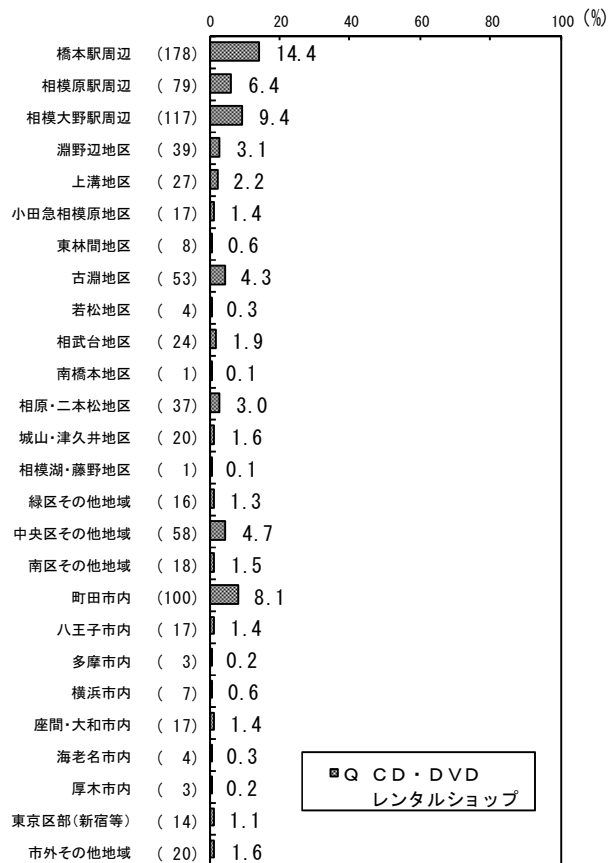 0 20 40 60 80 100 (%)
橋本駅周辺 (178) 14.4
相模原駅周辺 ( 79) 6.4
相模大野駅周辺 (117) 9.4
淵野辺地区 ( 39) 3.1
上溝地区 ( 27) 2.2
小田急相模原地区 ( 17) 1.4
東林間地区 ( 8) 0.6
古淵地区 ( 53) 4.3
若松地区 ( 4) 0.3
相武台地区 ( 24) 1.9
南橋本地区 ( 1) 0.1
相原・二本松地区 ( 37) 3.0
城山・津久井地区 ( 20) 1.6
相模湖・藤野地区 ( 1) 0.1
緑区その他地域 ( 16) 1.3
中央区その他地域 ( 58) 4.7
南区その他地域 ( 18) 1.5
町田市内 (100) 8.1
八王子市内 ( 17) 1.4
多摩市内 ( 3) 0.2
横浜市内 ( 7) 0.6
座間・大和市内 ( 17) 1.4
海老名市内 ( 4) 0.3
厚木市内 ( 3) 0.2
東京区部(新宿等) ( 14) 1.1
市外その他地域 ( 20) 1.6
Q CD・DVD
レンタルショップ